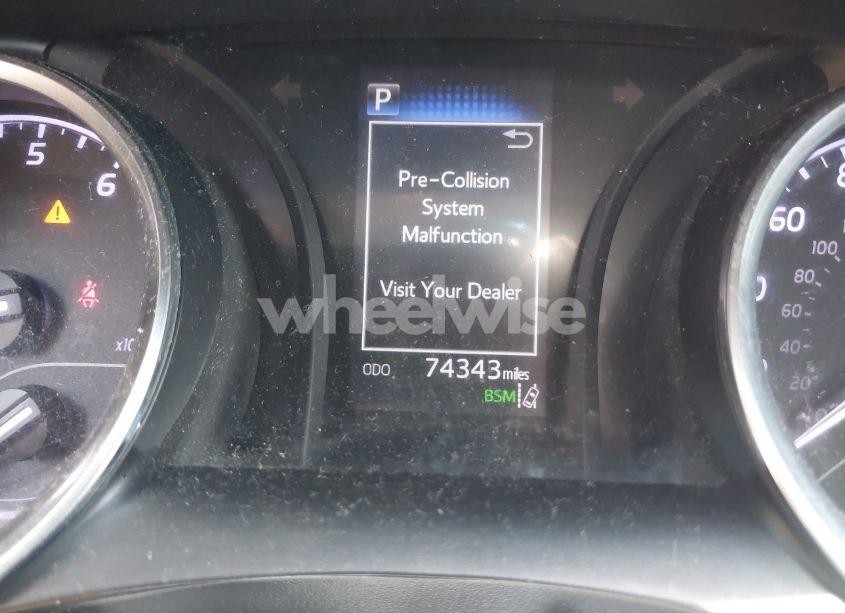 P
5
6
Pre-Collision
System
Malfunction
Visit Your Dealer
wheelwise
x10
ODO 74343 miles
BSM
60
100
80
60
40
20